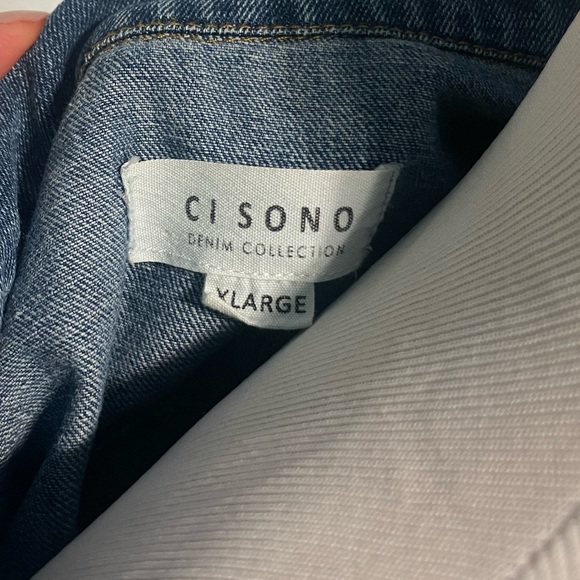 CI SONO
DENIM COLLECTION
XLARGE